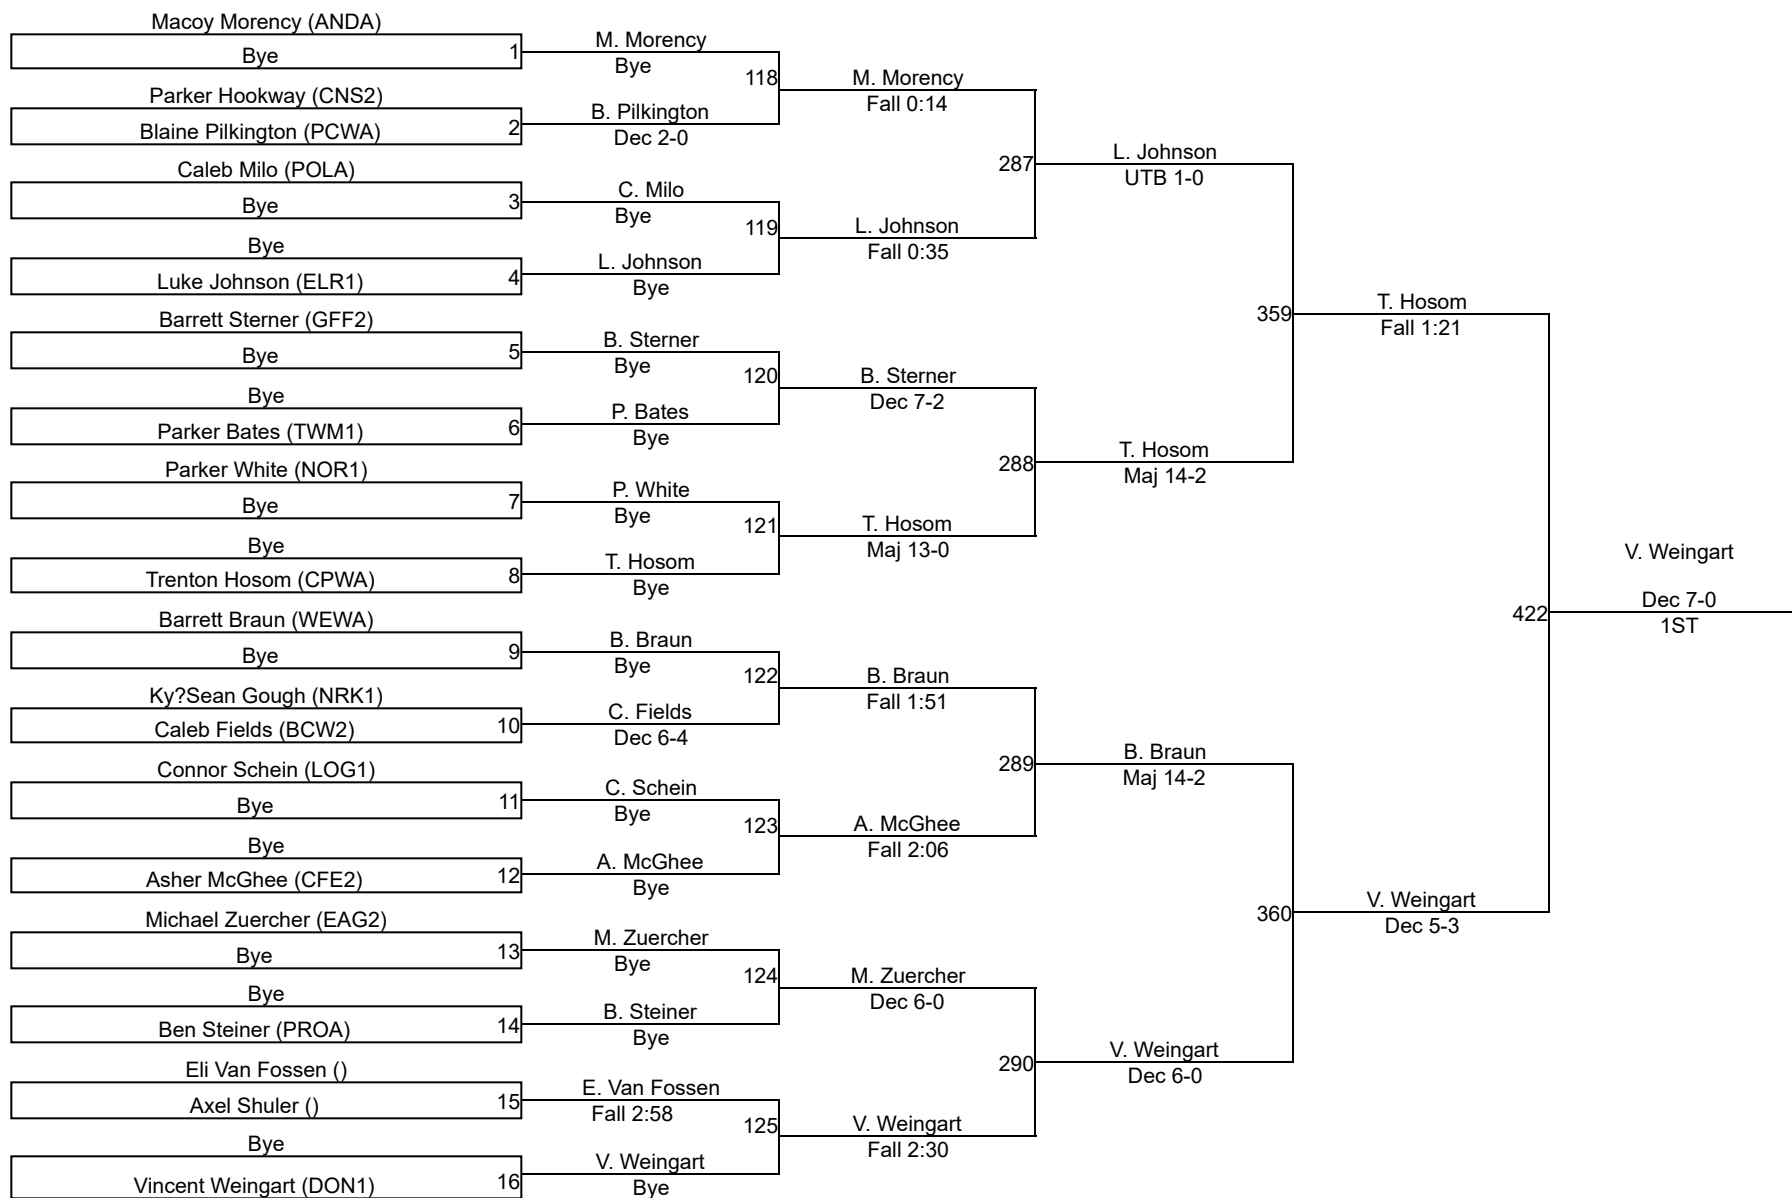 Macoy Morency (ANDA)
Bye
1
Parker Hookway (CNS2)
Blaine Pilkington (PCWA)
2
Caleb Milo (POLA)
Bye
3
Bye
Luke Johnson (ELR1)
4
Barrett Sterner (GFF2)
Bye
5
Bye
Parker Bates (TWM1)
6
Parker White (NOR1)
Bye
7
Bye
Trenton Hosom (CPWA)
8
Barrett Braun (WEWA)
Bye
9
Ky?Sean Gough (NRK1)
Caleb Fields (BCW2)
10
Connor Schein (LOG1)
Bye
11
Bye
Asher McGhee (CFE2)
12
Michael Zuercher (EAG2)
Bye
13
Bye
Ben Steiner (PROA)
14
Eli Van Fossen ()
Axel Shuler ()
15
Bye
Vincent Weingart (DON1)
16
M. Morency
Bye
118
B. Pilkington
Dec 2-0
C. Milo
Bye
119
L. Johnson
Bye
B. Sterner
Bye
120
P. Bates
Bye
P. White
Bye
121
T. Hosom
Bye
B. Braun
Bye
122
C. Fields
Dec 6-4
C. Schein
Bye
123
A. McGhee
Bye
M. Zuercher
Bye
124
B. Steiner
Bye
E. Van Fossen
Fall 2:58
125
V. Weingart
Bye
M. Morency
Fall 0:14
287
L. Johnson
Fall 0:35
B. Sterner
Dec 7-2
288
T. Hosom
Maj 13-0
B. Braun
Fall 1:51
289
A. McGhee
Fall 2:06
M. Zuercher
Dec 6-0
290
V. Weingart
Fall 2:30
L. Johnson
UTB 1-0
359
T. Hosom
Maj 14-2
B. Braun
Maj 14-2
360
V. Weingart
Dec 6-0
T. Hosom
Fall 1:21
422
V. Weingart
Dec 5-3
V. Weingart
Dec 7-0
1ST